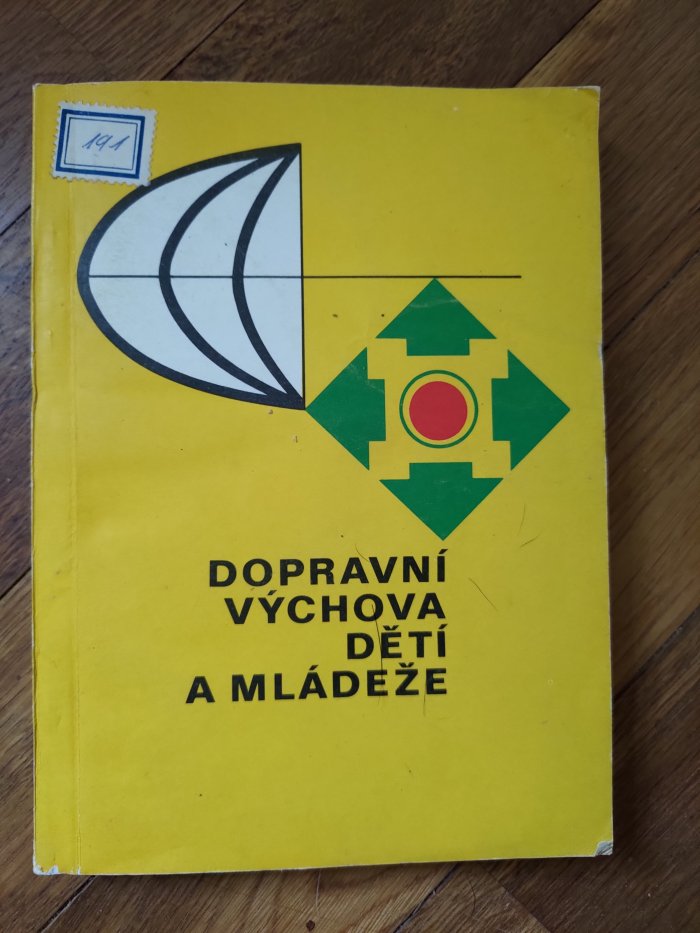 191
DOPRAVNÍ
VÝCHOVA
DĚTÍ
A MLÁDEŽE